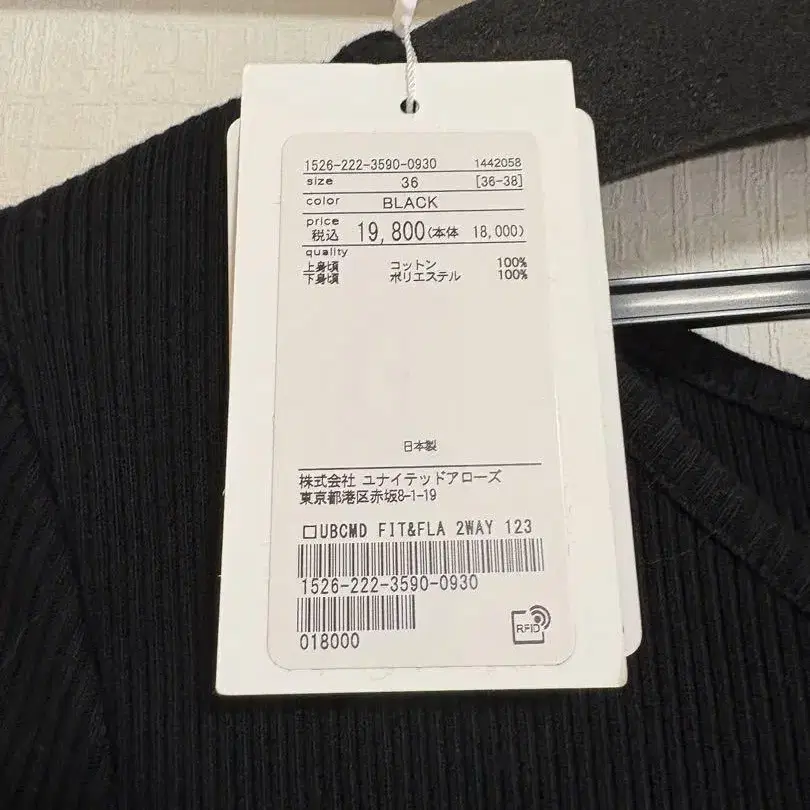 1526-222-3590-0930 1442058
size 36 [36-38]
color BLACK
price
税込 19,800(本体 18,000)
quality
上身頃 コットン 100%
下身頃 ポリエステル 100%
日本製
株式会社 ユナイテッドアローズ
東京都港区赤坂8-1-19
□UBCMD FIT&FLA 2WAY 123
1526-222-3590-0930
018000
RFID